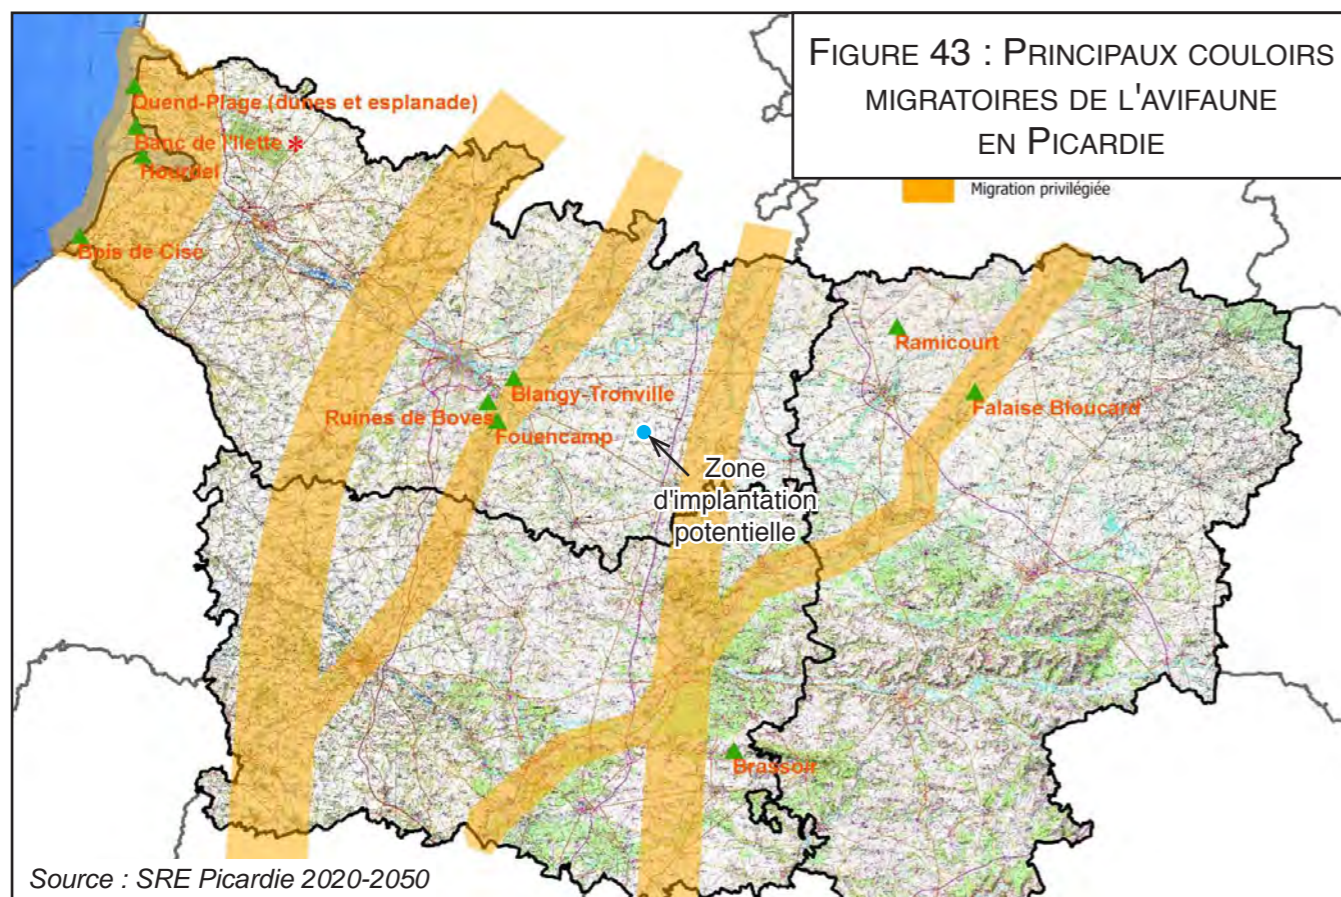 FIGURE 43 : PRINCIPAUX COULOIRS
MIGRATOIRES DE L'AVIFAUNE
EN PICARDIE
Migration privilégiée
Quend-Plage (dunes et esplanade)
Banc de l'Ilette *
Hourdel
Bois de Cise
Ramicourt
Blangy-Tronville
Falaise Bloucard
Ruines de Boves
Fouencamp
Zone
d'implantation
potentielle
Brassoir
Source : SRE Picardie 2020-2050